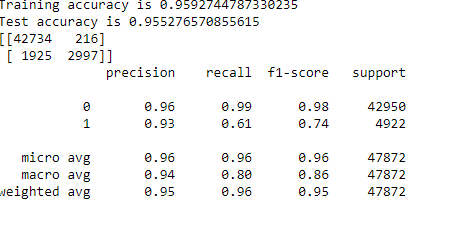 Training accuracy is 0.9592744787330235
Test accuracy is 0.955276570855615
[[42734 216]
[ 1925 2997]]
precision recall f1-score support
0 0.96 0.99 0.98 42950
1 0.93 0.61 0.74 4922
micro avg 0.96 0.96 0.96 47872
macro avg 0.94 0.80 0.86 47872
weighted avg 0.95 0.96 0.95 47872